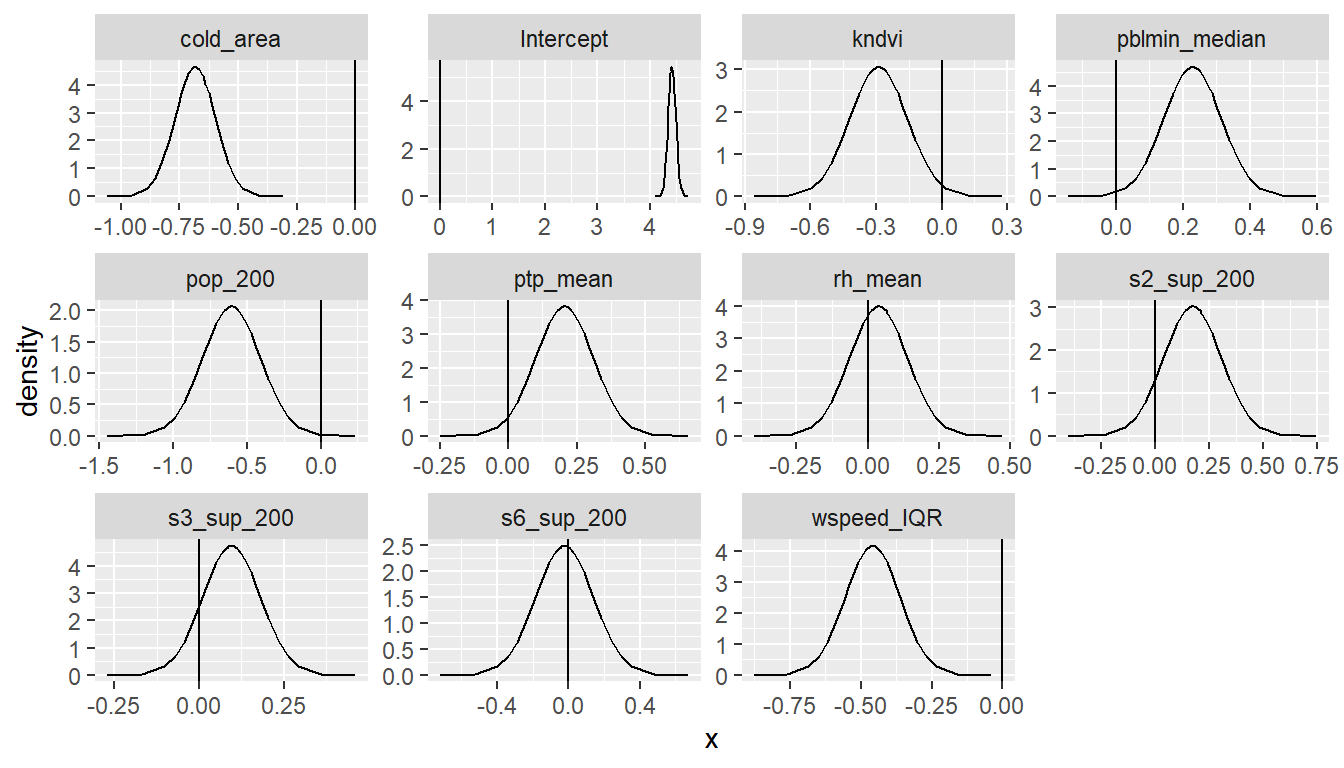 cold_area Intercept kndvi pblmin_median
4 3 2 1 0
4 2 0
3 2 1 0
4 3 2 1 0
-1.00 -0.75 -0.50 -0.25 0.00
0 1 2 3 4
-0.9 -0.6 -0.3 0.0 0.3
0.0 0.2 0.4 0.6
pop_200 ptp_mean rh_mean s2_sup_200
density
2.0 1.5 1.0 0.5 0.0
4 3 2 1 0
4 3 2 1 0
3 2 1 0
-1.5 -1.0 -0.5 0.0
-0.25 0.00 0.25 0.50
-0.25 0.00 0.25 0.50
-0.25 0.00 0.25 0.50 0.75
s3_sup_200 s6_sup_200 wspeed_IQR
4 3 2 1 0
2.5 2.0 1.5 1.0 0.5 0.0
4 3 2 1 0
-0.25 0.00 0.25
-0.4 0.0 0.4
-0.75 -0.50 -0.25 0.00
x